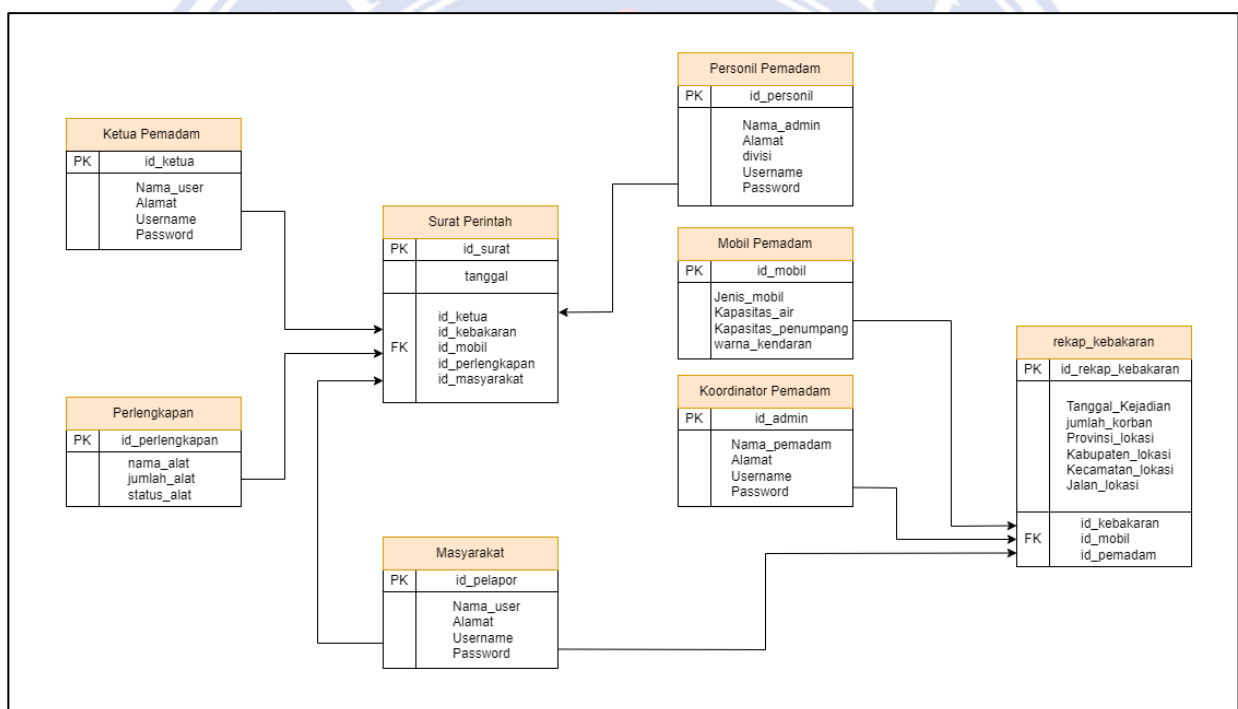 Ketua Pemadam
PK id_ketua
Nama_user
Alamat
Username
Password
Perlengkapan
PK id_perlengkapan
nama_alat
jumlah_alat
status_alat
Surat Perintah
PK id_surat
tanggal
FK
id_ketua
id_kebakaran
id_mobil
id_perlengkapan
id_masyarakat
Masyarakat
PK id_pelapor
Nama_user
Alamat
Username
Password
Personil Pemadam
PK id_personil
Nama_admin
Alamat
divisi
Username
Password
Mobil Pemadam
PK id_mobil
Jenis_mobil
Kapasitas_air
Kapasitas_penumpang
warna_kendaran
Koordinator Pemadam
PK id_admin
Nama_pemadam
Alamat
Username
Password
rekap_kebakaran
PK id_rekap_kebakaran
Tanggal_Kejadian
jumlah_korban
Provinsi_lokasi
Kabupaten_lokasi
Kecamatan_lokasi
Jalan_lokasi
FK
id_kebakaran
id_mobil
id_pemadam